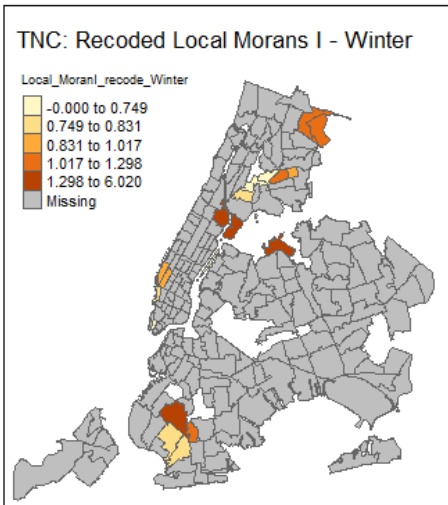 TNC: Recoded Local Morans I - Winter
Local_MoranI_recode_Winter
-0.000 to 0.749
0.749 to 0.831
0.831 to 1.017
1.017 to 1.298
1.298 to 6.020
Missing